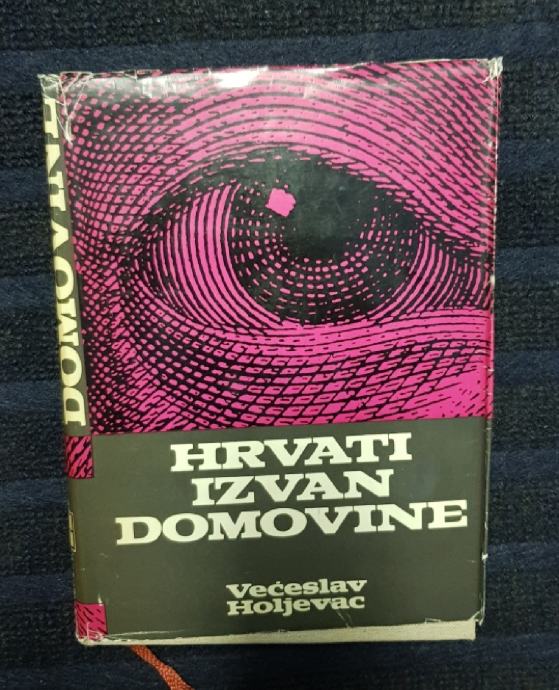 HRVATI
IZVAN
DOMOVINE
Većeslav
Holjevac
DOMOVINE